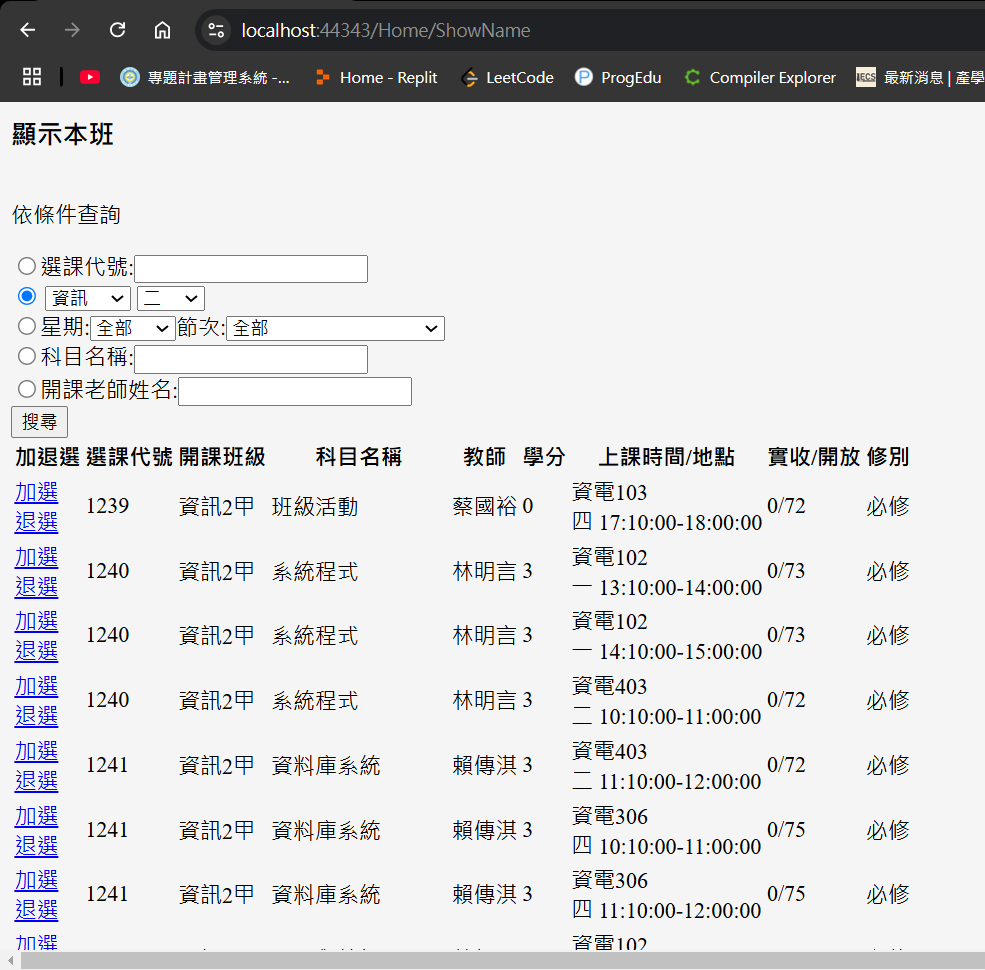 localhost:44343/Home/ShowName
專題計畫管理系統 -... Home - Replit LeetCode ProgEdu Compiler Explorer IECS 最新消息 | 產學
顯示本班
依條件查詢
選課代號:
資訊 二
星期: 全部 節次: 全部
科目名稱:
開課老師姓名:
搜尋
加退選 選課代號 開課班級 科目名稱 教師 學分 上課時間/地點 實收/開放 修別
加選 退選 1239 資訊2甲 班級活動 蔡國裕 0 資電103 四 17:10:00-18:00:00 0/72 必修
加選 退選 1240 資訊2甲 系統程式 林明言 3 資電102 一 13:10:00-14:00:00 0/73 必修
加選 退選 1240 資訊2甲 系統程式 林明言 3 資電102 一 14:10:00-15:00:00 0/73 必修
加選 退選 1240 資訊2甲 系統程式 林明言 3 資電403 二 10:10:00-11:00:00 0/72 必修
加選 退選 1241 資訊2甲 資料庫系統 賴傳淇 3 資電403 二 11:10:00-12:00:00 0/72 必修
加選 退選 1241 資訊2甲 資料庫系統 賴傳淇 3 資電306 四 10:10:00-11:00:00 0/75 必修
加選 退選 1241 資訊2甲 資料庫系統 賴傳淇 3 資電306 四 11:10:00-12:00:00 0/75 必修
加選 資電102